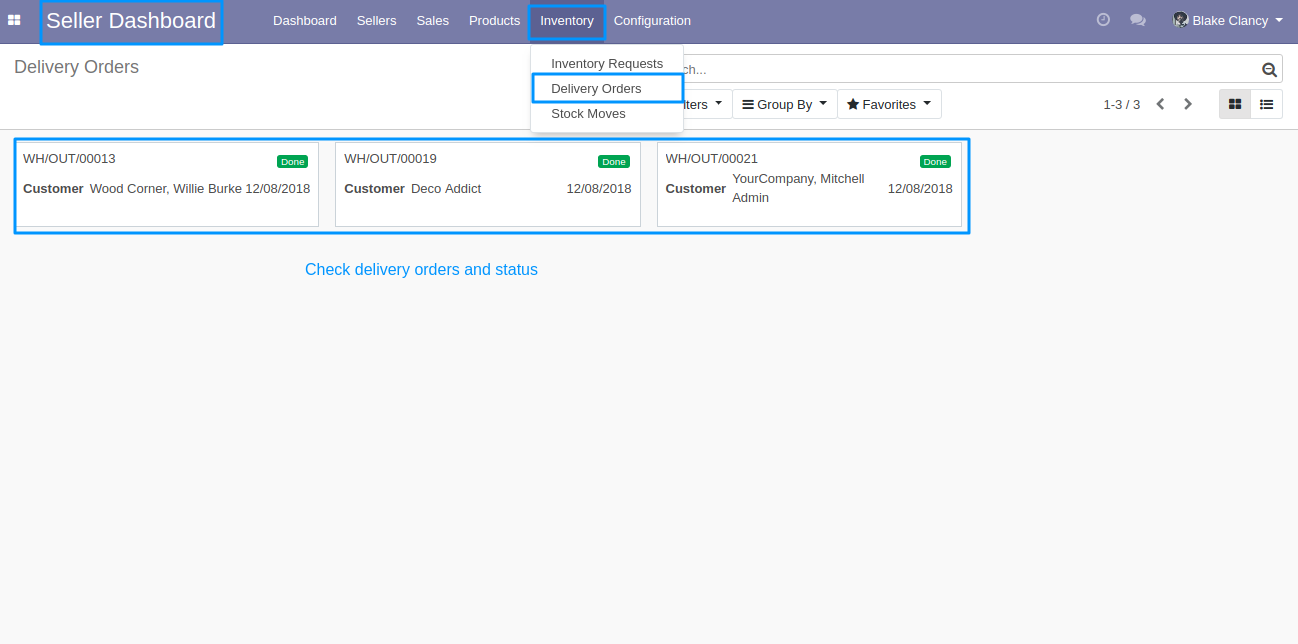 Seller Dashboard
Dashboard
Sellers
Sales
Products
Inventory
Configuration
Blake Clancy
Delivery Orders
Inventory Requests
Delivery Orders
Stock Moves
Group By
Favorites
1-3 / 3
WH/OUT/00013
Done
Customer Wood Corner, Willie Burke 12/08/2018
WH/OUT/00019
Done
Customer Deco Addict 12/08/2018
WH/OUT/00021
Done
Customer YourCompany, Mitchell Admin 12/08/2018
Check delivery orders and status